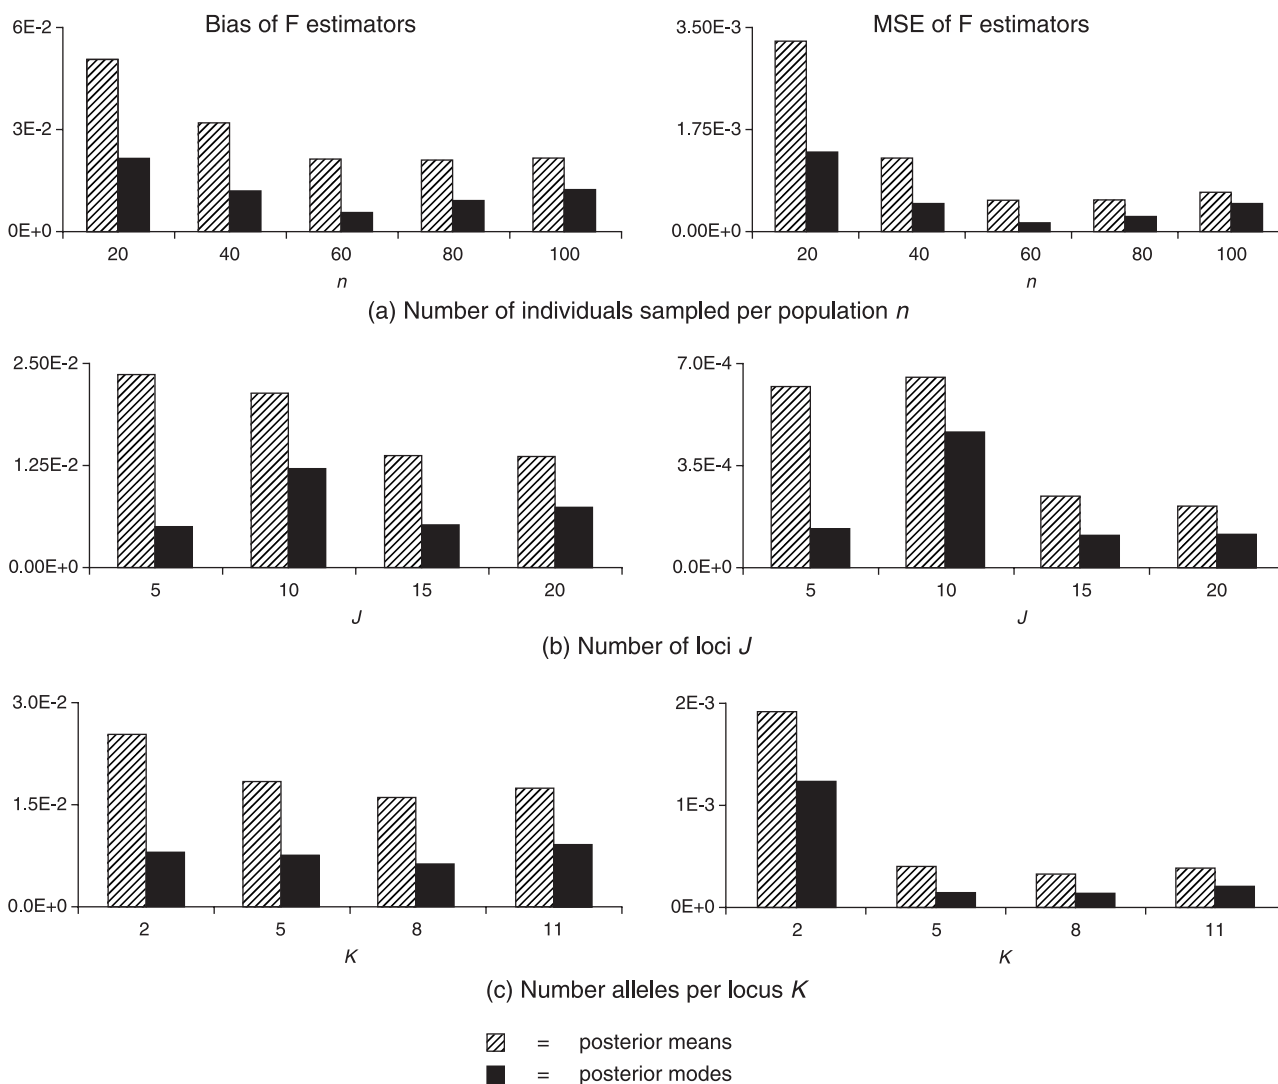 Bias of F estimators
6E-2
3E-2
0E+0
20 40 60 80 100
n
MSE of F estimators
3.50E-3
1.75E-3
0.00E+0
20 40 60 80 100
n
(a) Number of individuals sampled per population n
2.50E-2
1.25E-2
0.00E+0
5 10 15 20
J
7.0E-4
3.5E-4
0.0E+0
5 10 15 20
J
(b) Number of loci J
3.0E-2
1.5E-2
0.0E+0
2 5 8 11
K
2E-3
1E-3
0E+0
2 5 8 11
K
(c) Number alleles per locus K
= posterior means
= posterior modes